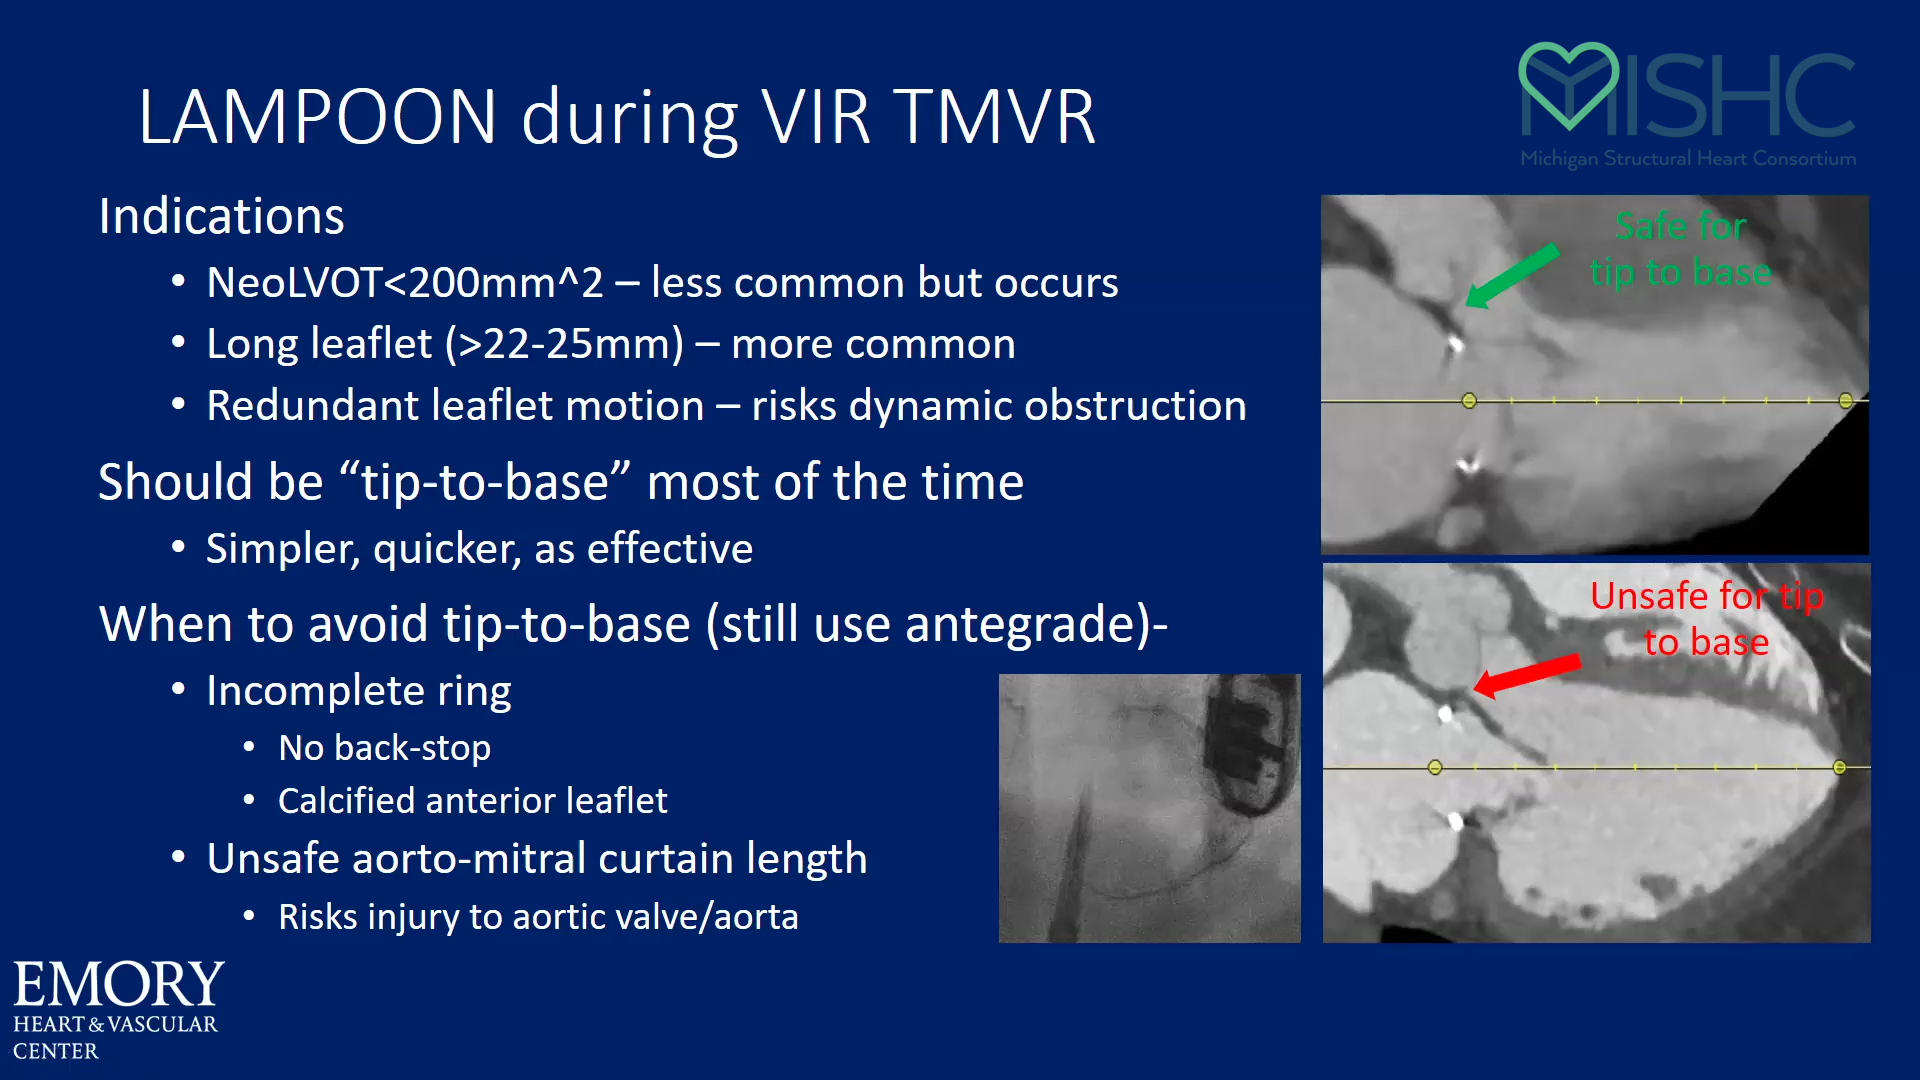 LAMPOON during VIR TMVR
MISHC
Michigan Structural Heart Consortium
Indications
• NeoLVOT<200mm^2 – less common but occurs
• Long leaflet (>22-25mm) – more common
• Redundant leaflet motion – risks dynamic obstruction
Should be “tip-to-base” most of the time
• Simpler, quicker, as effective
When to avoid tip-to-base (still use antegrade)-
• Incomplete ring
• No back-stop
• Calcified anterior leaflet
• Unsafe aorto-mitral curtain length
• Risks injury to aortic valve/aorta
Safe for
tip to base
Unsafe for tip
to base
EMORY
HEART & VASCULAR
CENTER